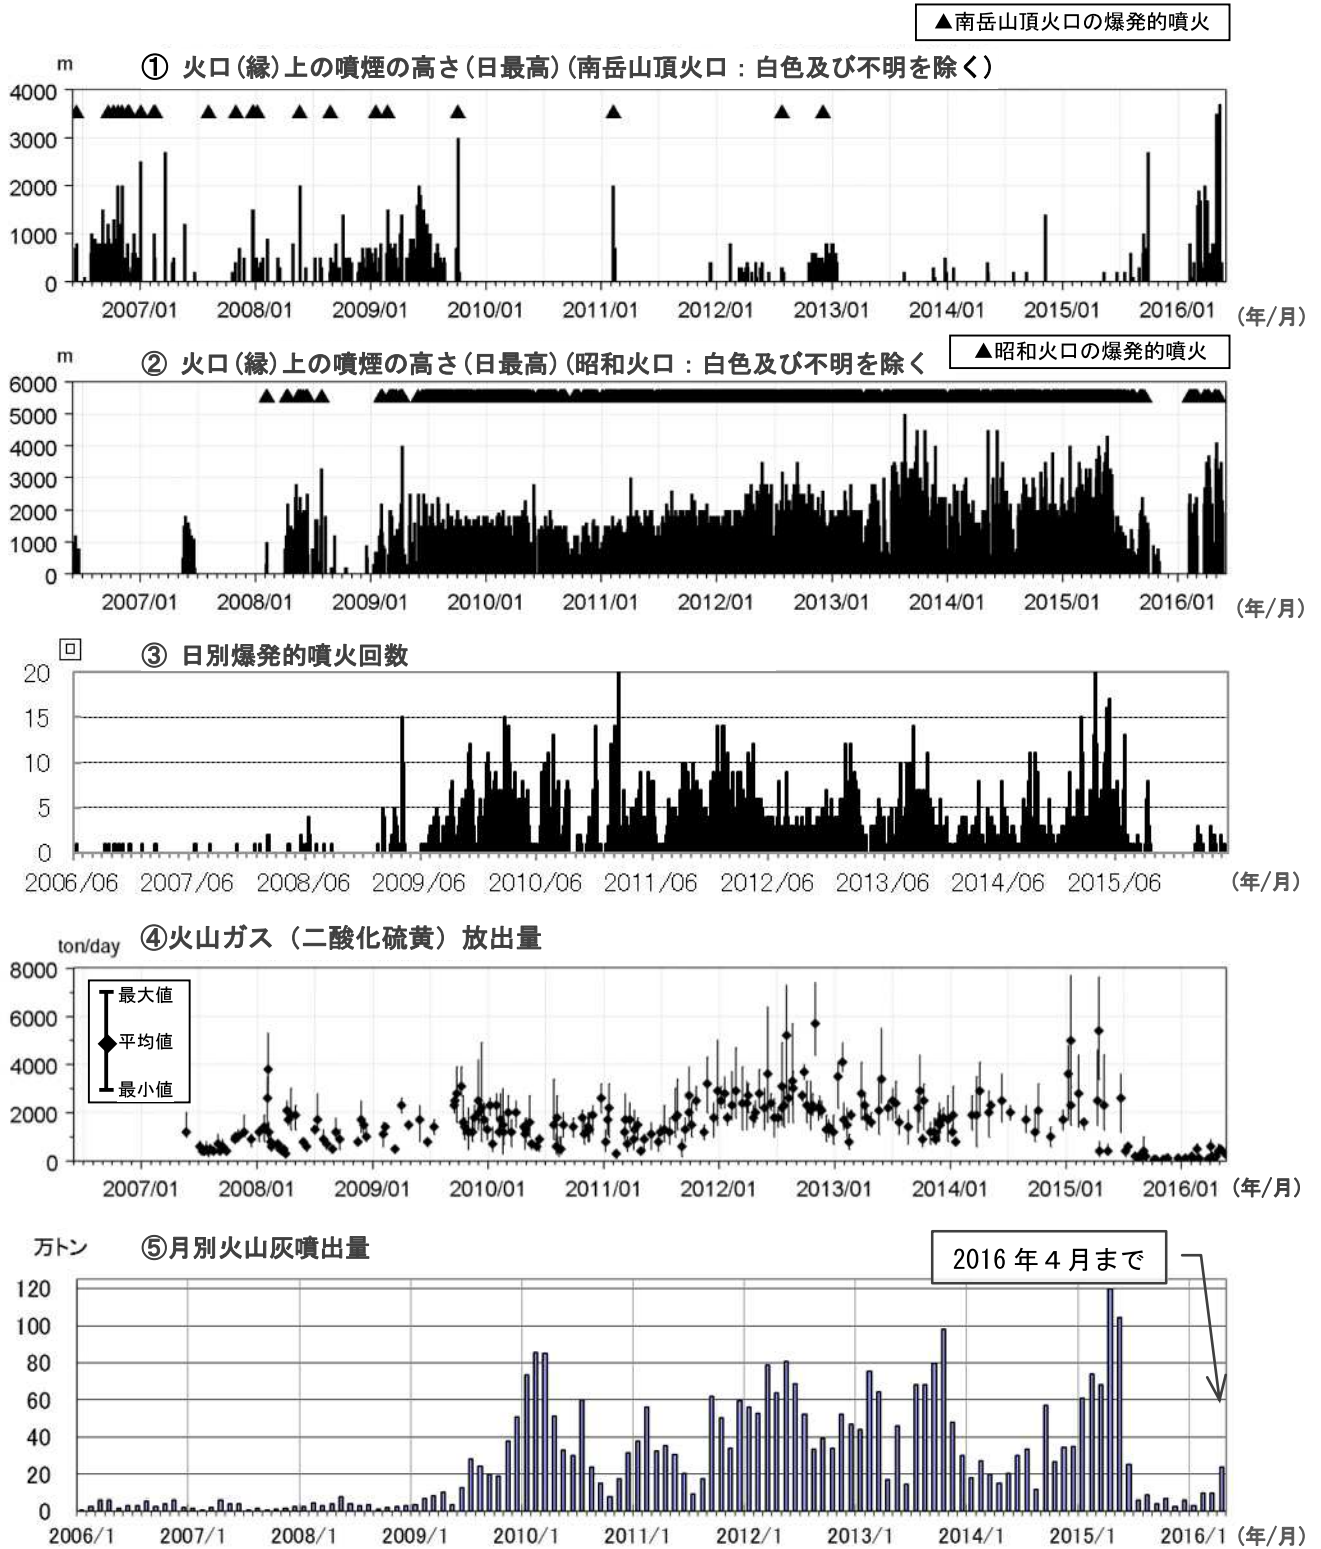 ▲南岳山頂火口の爆発的噴火
m
① 火口(縁)上の噴煙の高さ(日最高)(南岳山頂火口：白色及び不明を除く)
4000
3000
2000
1000
0
2007/01 2008/01 2009/01 2010/01 2011/01 2012/01 2013/01 2014/01 2015/01 2016/01 (年/月)
m
② 火口(縁)上の噴煙の高さ(日最高)(昭和火口：白色及び不明を除く
▲昭和火口の爆発的噴火
6000
5000
4000
3000
2000
1000
0
2007/01 2008/01 2009/01 2010/01 2011/01 2012/01 2013/01 2014/01 2015/01 2016/01 (年/月)
回
③ 日別爆発的噴火回数
20
15
10
5
0
2006/06 2007/06 2008/06 2009/06 2010/06 2011/06 2012/06 2013/06 2014/06 2015/06 (年/月)
ton/day
④火山ガス（二酸化硫黄）放出量
8000
6000
4000
2000
0
最大値
平均値
最小値
2007/01 2008/01 2009/01 2010/01 2011/01 2012/01 2013/01 2014/01 2015/01 2016/01 (年/月)
万トン
⑤月別火山灰噴出量
2016年４月まで
120
100
80
60
40
20
0
2006/1 2007/1 2008/1 2009/1 2010/1 2011/1 2012/1 2013/1 2014/1 2015/1 2016/1 (年/月)